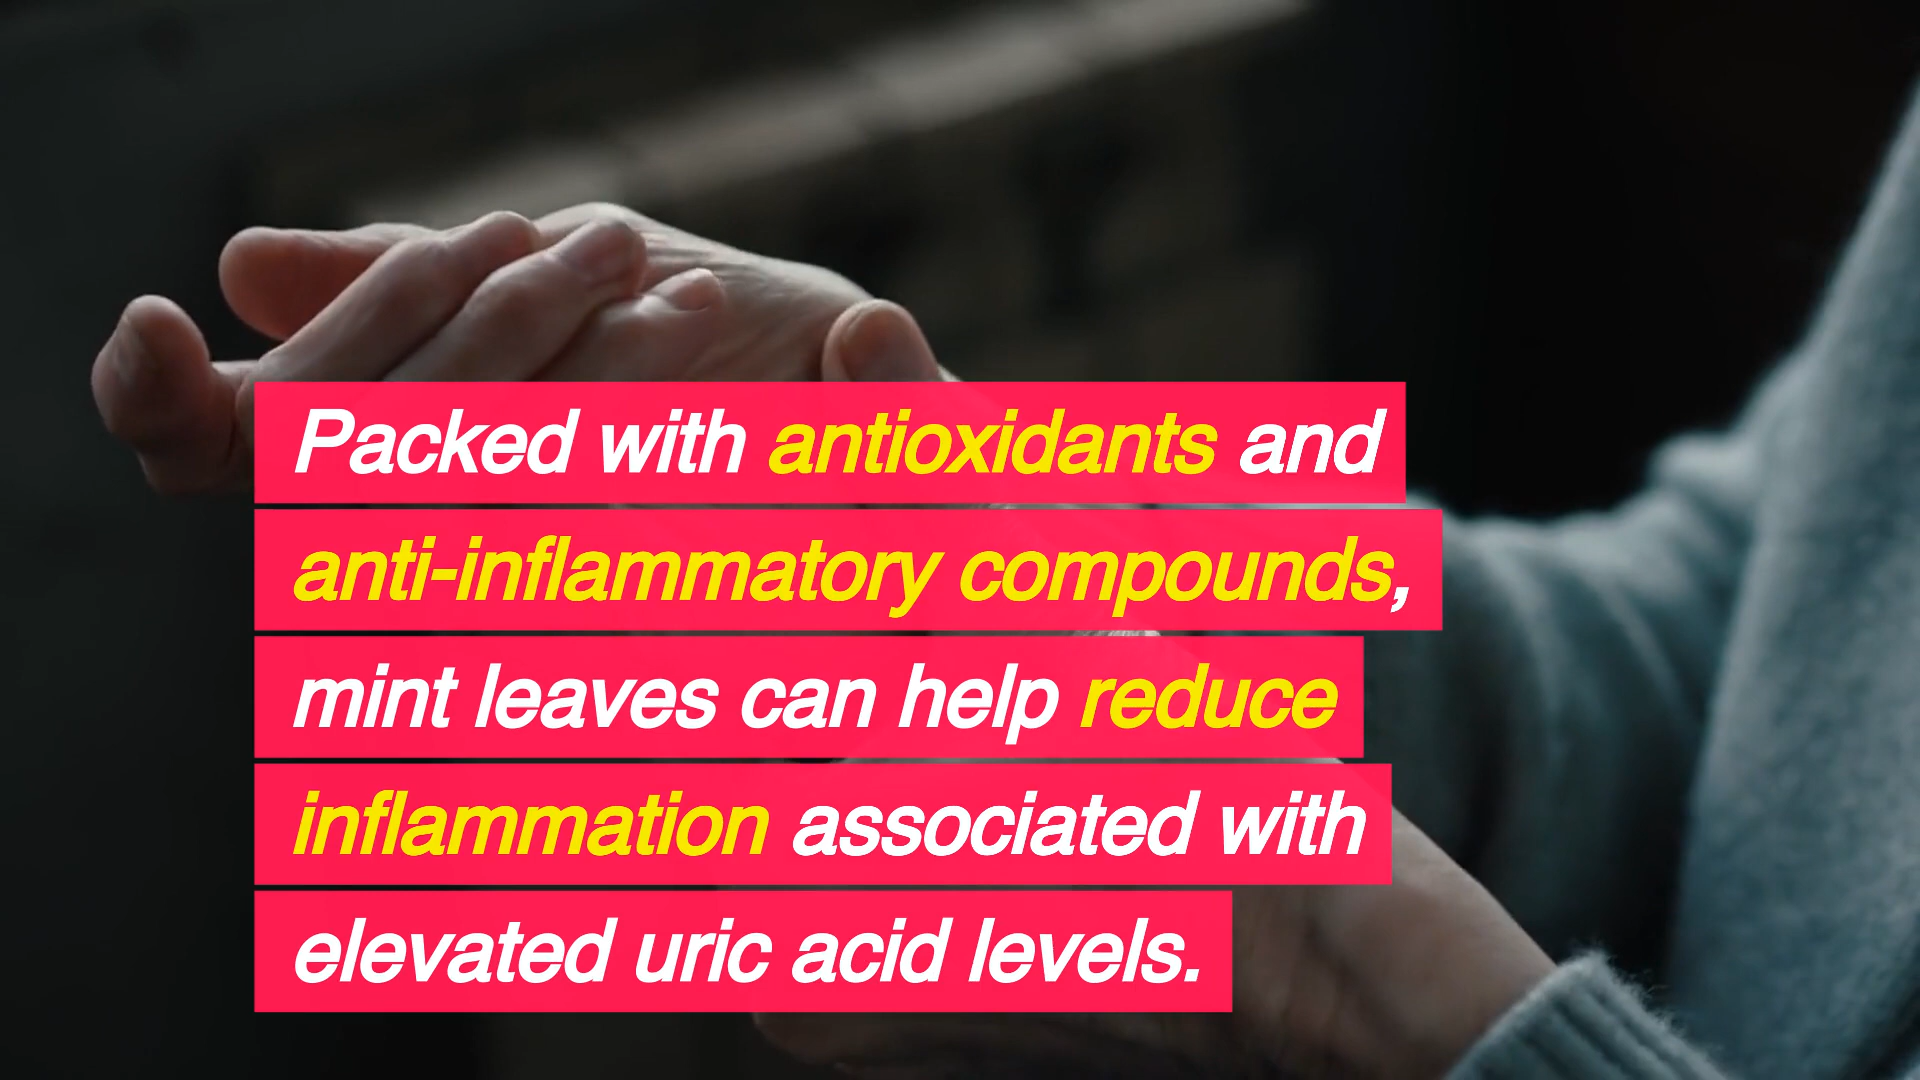 Packed with antioxidants and
anti-inflammatory compounds,
mint leaves can help reduce
inflammation associated with
elevated uric acid levels.